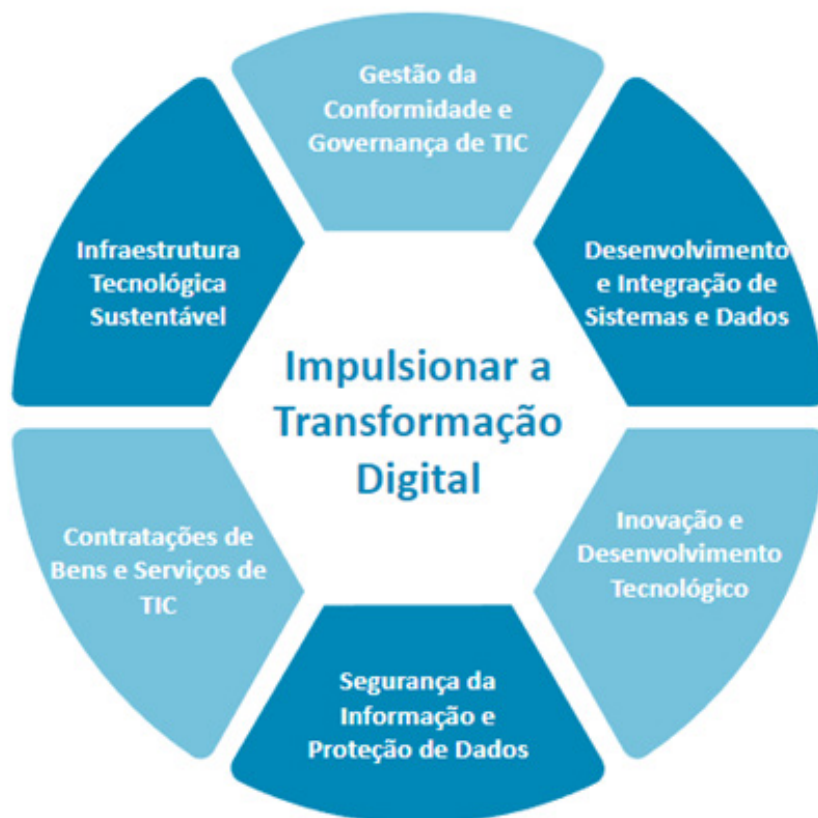 Gestão da
Conformidade e
Governança de TIC
Desenvolvimento
e Integração de
Sistemas e Dados
Inovação e
Desenvolvimento
Tecnológico
Segurança da
Informação e
Proteção de Dados
Contratações de
Bens e Serviços de
TIC
Infraestrutura
Tecnológica
Sustentável
Impulsionar a
Transformação
Digital